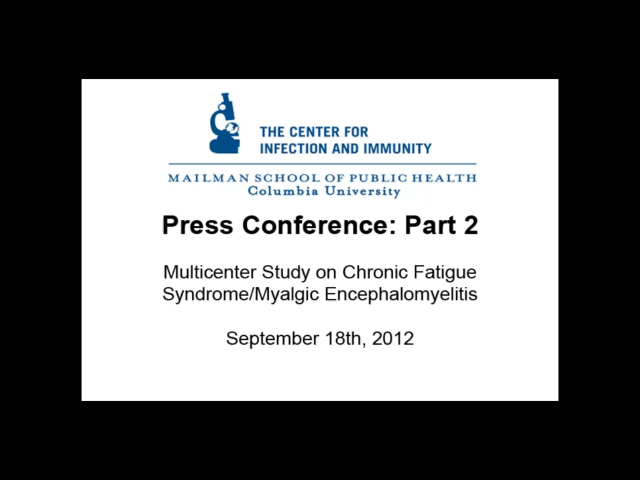 THE CENTER FOR
INFECTION AND IMMUNITY
MAILMAN SCHOOL OF PUBLIC HEALTH
Columbia University
Press Conference: Part 2
Multicenter Study on Chronic Fatigue
Syndrome/Myalgic Encephalomyelitis
September 18th, 2012